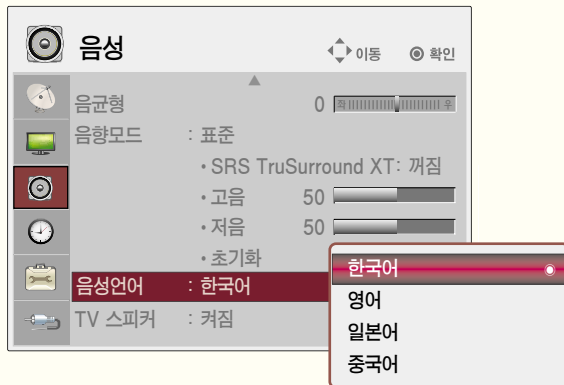 음성
이동 ◉ 확인
음균형 0 좌 우
음향모드 : 표준
• SRS TruSurround XT: 꺼짐
• 고음 50
• 저음 50
• 초기화
음성언어 : 한국어
TV 스피커 : 켜짐
한국어 ◉
영어
일본어
중국어